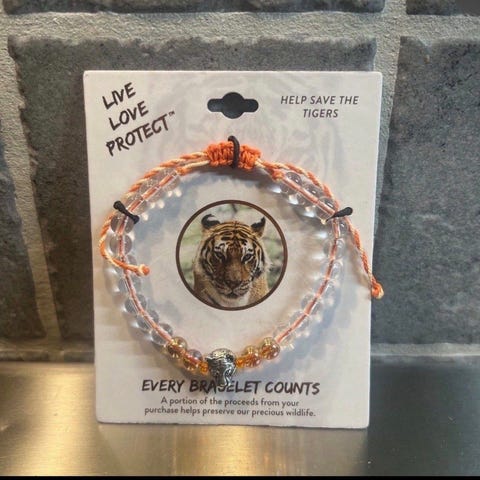 LIVE
LOVE
PROTECT™
HELP SAVE THE
TIGERS
EVERY BRACELET COUNTS
A portion of the proceeds from your
purchase helps preserve our precious wildlife.